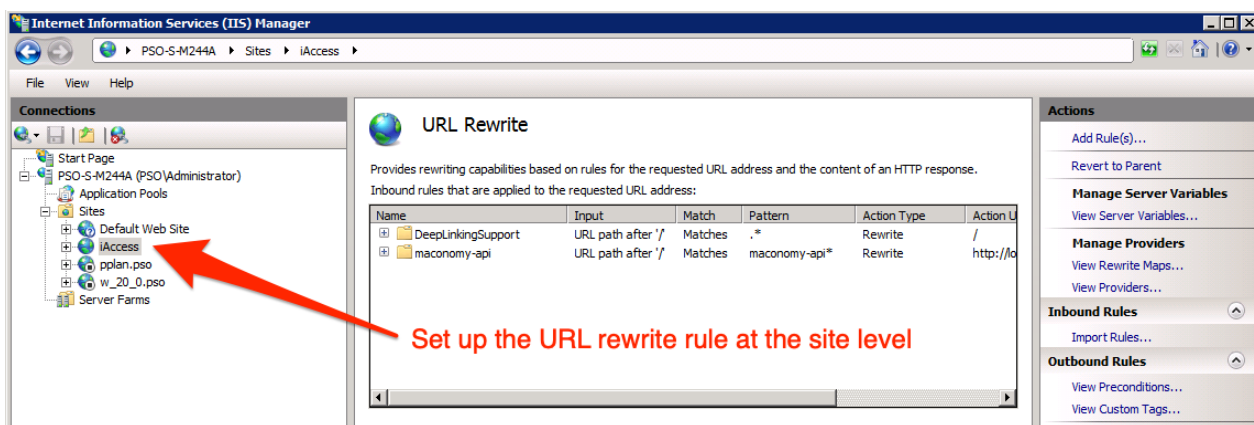 Internet Information Services (IIS) Manager
PSO-S-M244A Sites iAccess
File View Help
Connections
Start Page
PSO-S-M244A (PSO\Administrator)
Application Pools
Sites
Default Web Site
iAccess
pplan.pso
w_20_0.pso
Server Farms
URL Rewrite
Provides rewriting capabilities based on rules for the requested URL address and the content of an HTTP response.
Inbound rules that are applied to the requested URL address:
Name Input Match Pattern Action Type Action U
DeepLinkingSupport URL path after '/' Matches .* Rewrite /
maconomy-api URL path after '/' Matches maconomy-api* Rewrite http://lo
Set up the URL rewrite rule at the site level
Actions
Add Rule(s)...
Revert to Parent
Manage Server Variables
View Server Variables...
Manage Providers
View Rewrite Maps...
View Providers...
Inbound Rules
Import Rules...
Outbound Rules
View Preconditions...
View Custom Tags...